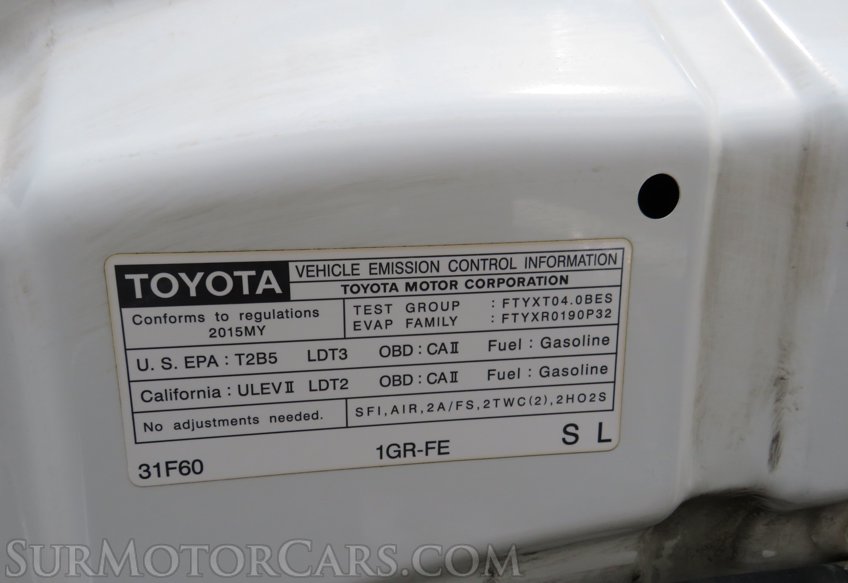 TOYOTA VEHICLE EMISSION CONTROL INFORMATION
TOYOTA MOTOR CORPORATION
Conforms to regulations
2015MY
TEST GROUP : FTYXT04.0BES
EVAP FAMILY : FTYXR0190P32
U. S. EPA : T2B5 LDT3 OBD : CAⅡ Fuel : Gasoline
California : ULEVⅡ LDT2 OBD : CAⅡ Fuel : Gasoline
No adjustments needed. SFI,AIR,2A/FS,2TWC(2),2HO2S
31F60 1GR-FE S L
SURMOTORCARS.COM